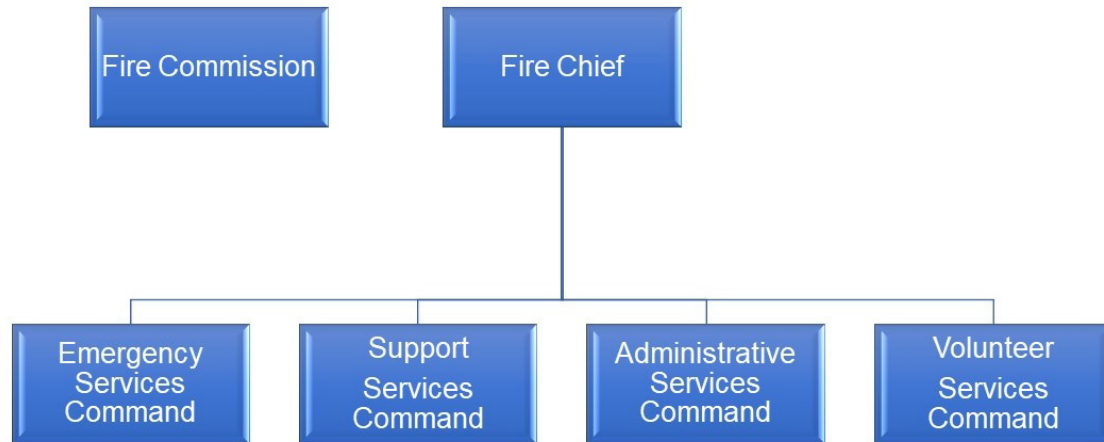 Fire Commission
Fire Chief
Emergency
Services
Command
Support
Services
Command
Administrative
Services
Command
Volunteer
Services
Command